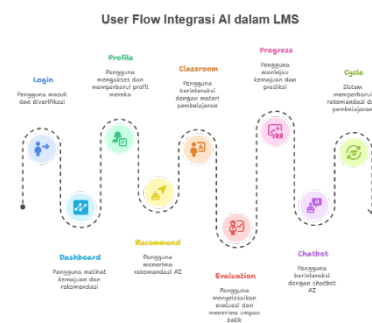 User Flow Integrasi AI dalam LMS
Login
Pengguna masuk
dan diverifikasi
Profile
Pengguna
mengakses dan
memperbarui profil
mereka
Classroom
Pengguna
berinteraksi
dengan materi
pembelajaran
Progress
Pengguna
meninjau
kemajuan dan
prediksi
Cycle
Sistem
memperbarui
rekomendasi
pembelajaran
Dashboard
Pengguna melihat
kemajuan dan
rekomendasi
Recommend
Pengguna
menerima
rekomendasi AI
Evaluation
Pengguna
menyelesaikan
evaluasi dan
menerima umpan
balik
Chatbot
Pengguna
berinteraksi
dengan chatbot
AI